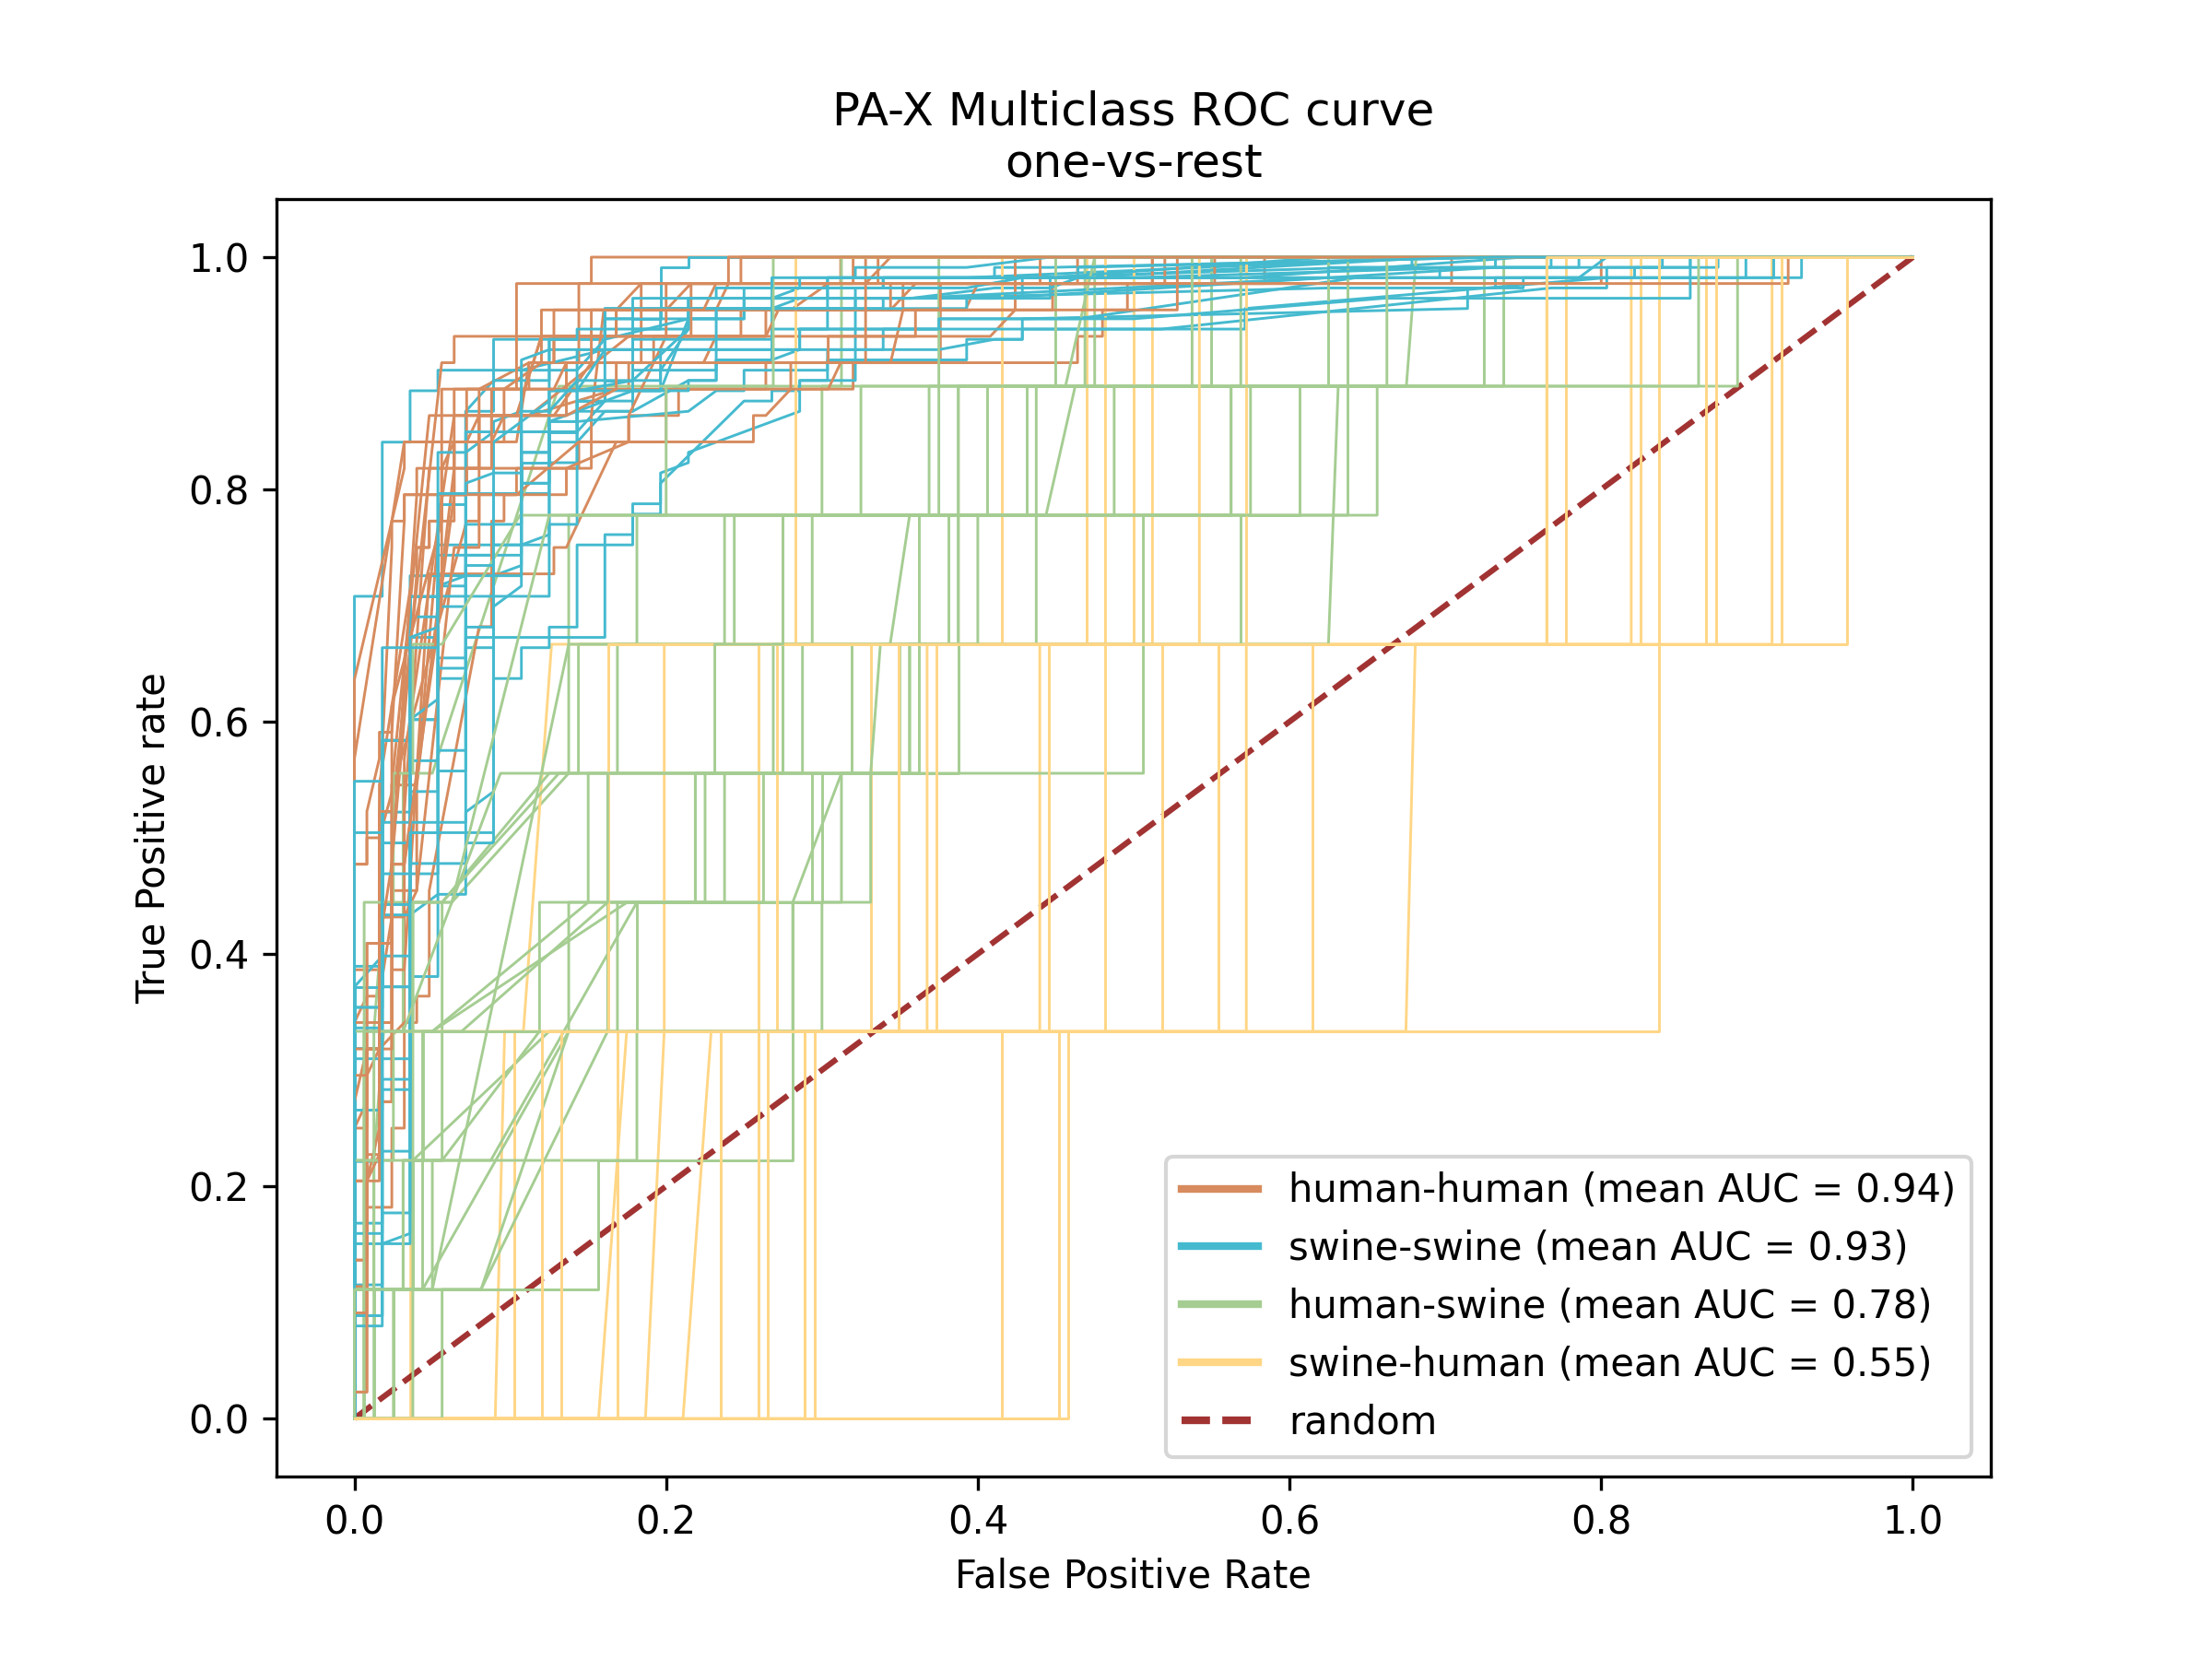 PA-X Multiclass ROC curve
one-vs-rest
True Positive rate
1.0
0.8
0.6
0.4
0.2
0.0
0.0 0.2 0.4 0.6 0.8 1.0
False Positive Rate
human-human (mean AUC = 0.94)
swine-swine (mean AUC = 0.93)
human-swine (mean AUC = 0.78)
swine-human (mean AUC = 0.55)
random